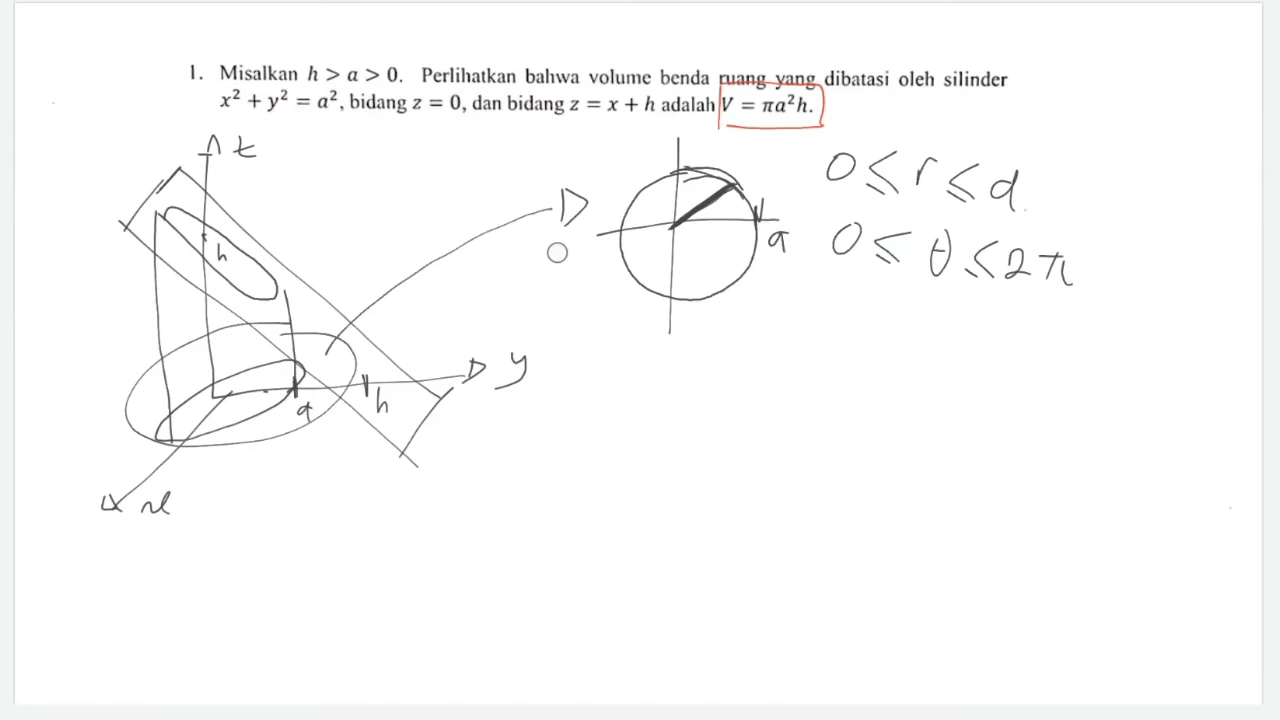 1. Misalkan h > a > 0. Perlihatkan bahwa volume benda ruang yang dibatasi oleh silinder
x² + y² = a², bidang z = 0, dan bidang z = x + h adalah V = πa²h.
z
h
y
a
h
x
D
a
0 ≤ r ≤ a
0 ≤ θ ≤ 2π